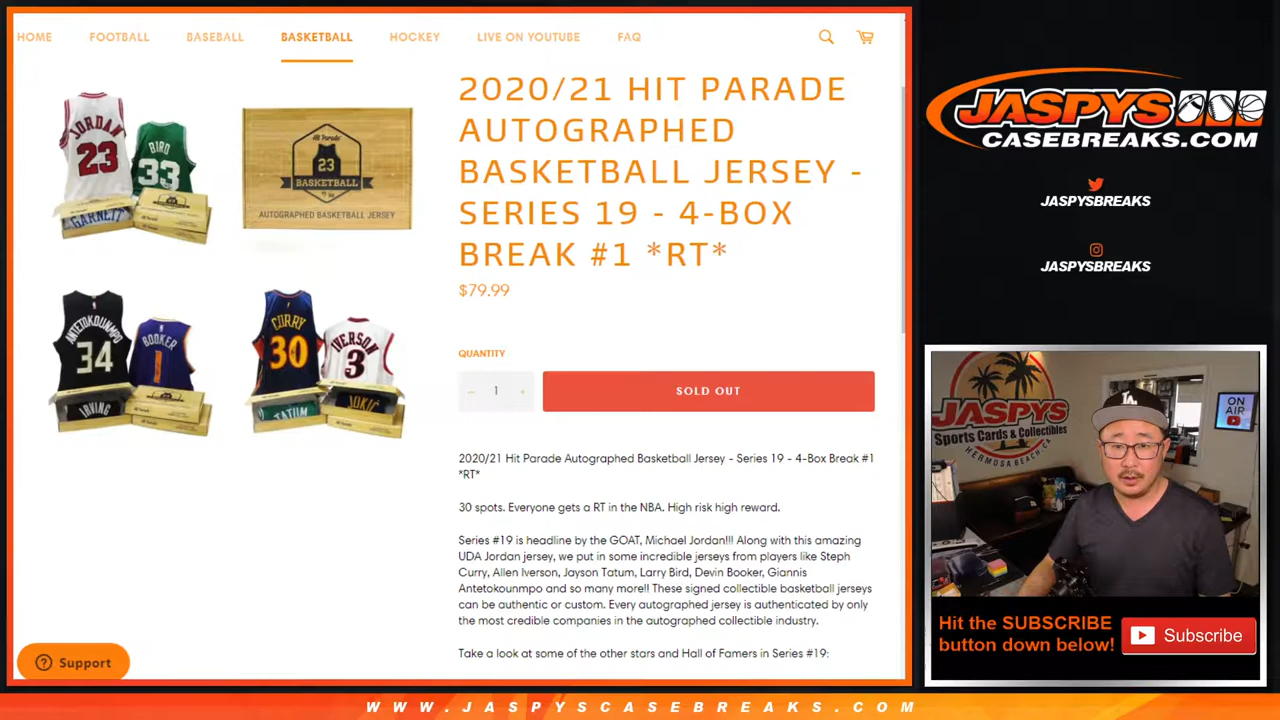 HOME FOOTBALL BASEBALL BASKETBALL HOCKEY LIVE ON YOUTUBE FAQ
JORDAN
23
BIRD
33
GARNETT
Hit Parade
23
BASKETBALL
AUTOGRAPHED BASKETBALL JERSEY
ANTETOKOUNMPO
34
BOOKER
1
IRVING
CURRY
30
IVERSON
3
TATUM
JOKIC
2020/21 HIT PARADE
AUTOGRAPHED
BASKETBALL JERSEY -
SERIES 19 - 4-BOX
BREAK #1 *RT*
$79.99
QUANTITY
− 1 +
SOLD OUT
2020/21 Hit Parade Autographed Basketball Jersey - Series 19 - 4-Box Break #1
*RT*
30 spots. Everyone gets a RT in the NBA. High risk high reward.
Series #19 is headline by the GOAT, Michael Jordan!!! Along with this amazing
UDA Jordan jersey, we put in some incredible jerseys from players like Steph
Curry, Allen Iverson, Jayson Tatum, Larry Bird, Devin Booker, Giannis
Antetokounmpo and so many more!! These signed collectible basketball jerseys
can be authentic or custom. Every autographed jersey is authenticated by only
the most credible companies in the autographed collectible industry.
Take a look at some of the other stars and Hall of Famers in Series #19:
Support
JASPYS
CASEBREAKS.COM
JASPYSBREAKS
JASPYSBREAKS
JASPYS
Sports Cards & Collectibles
HERMOSA BEACH, CA
LA
ON
AIR
Hit the SUBSCRIBE
button down below!
Subscribe
WWW.JASPYSCASEBREAKS.COM